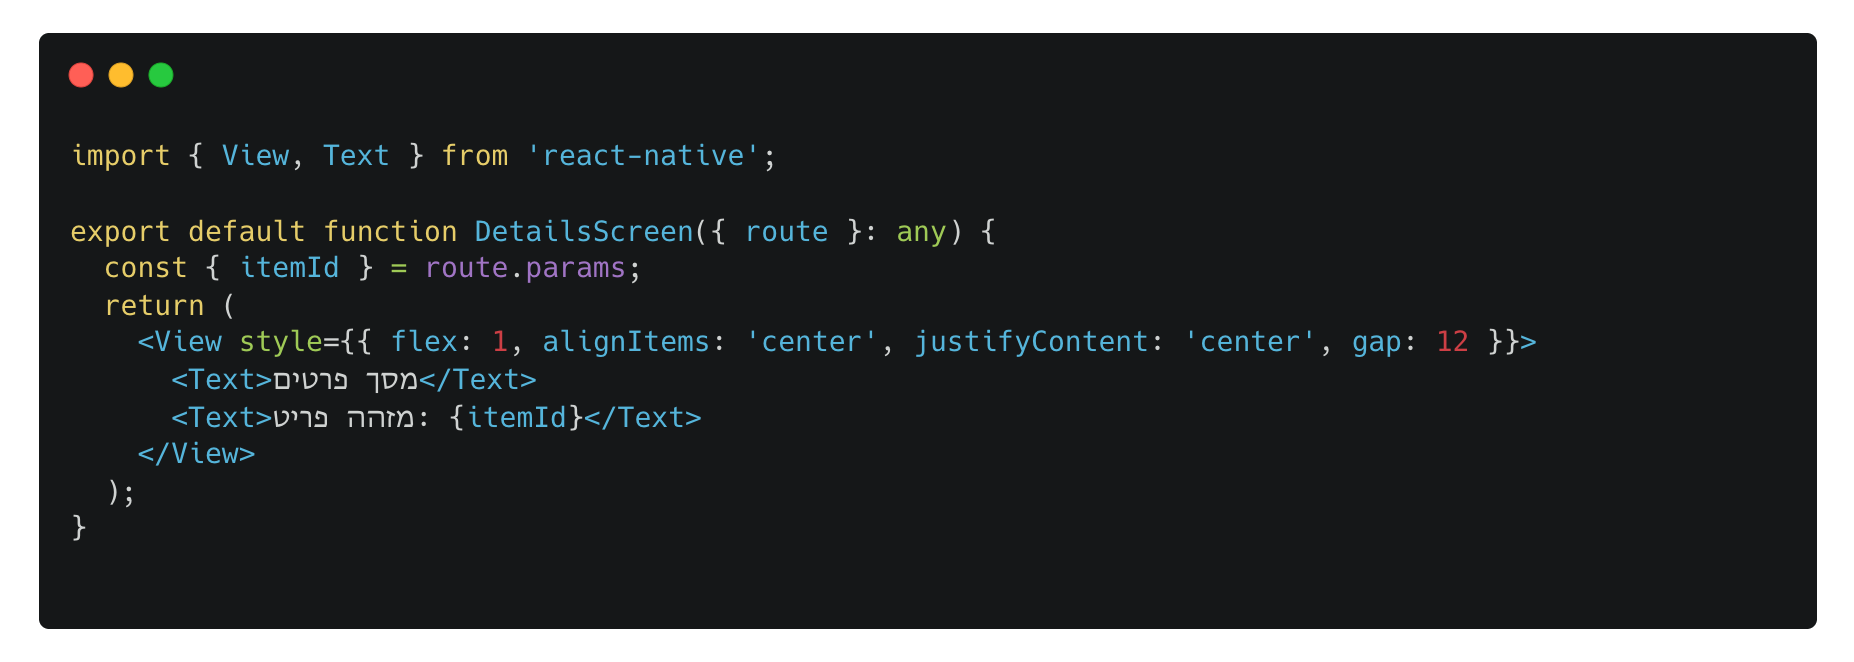 import { View, Text } from 'react-native';

export default function DetailsScreen({ route }: any) {
  const { itemId } = route.params;
  return (
    <View style={{ flex: 1, alignItems: 'center', justifyContent: 'center', gap: 12 }}>
      <Text>מסך פרטים</Text>
      <Text>מזהה פריט: {itemId}</Text>
    </View>
  );
}